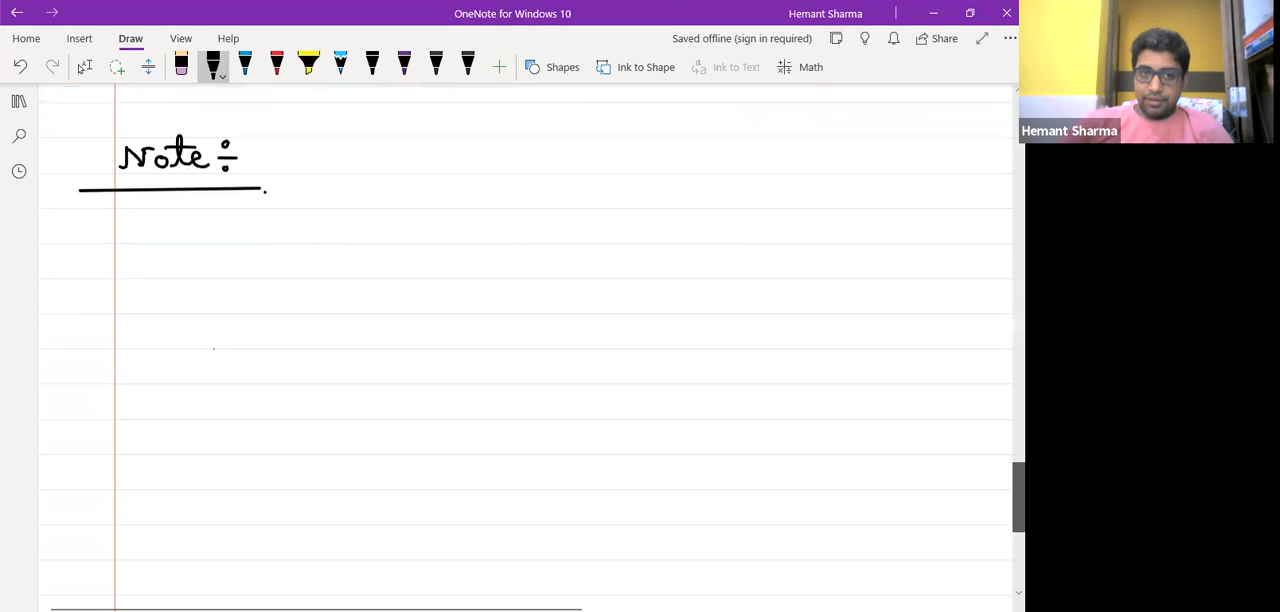 OneNote for Windows 10
Hemant Sharma
Home Insert Draw View Help
Saved offline (sign in required)
Share
Shapes
Ink to Shape
Ink to Text
Math
Hemant Sharma
Note ÷